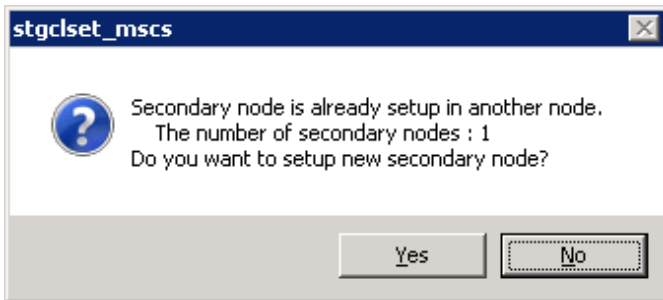 stgclset_mscs
Secondary node is already setup in another node.
The number of secondary nodes : 1
Do you want to setup new secondary node?
Yes
No